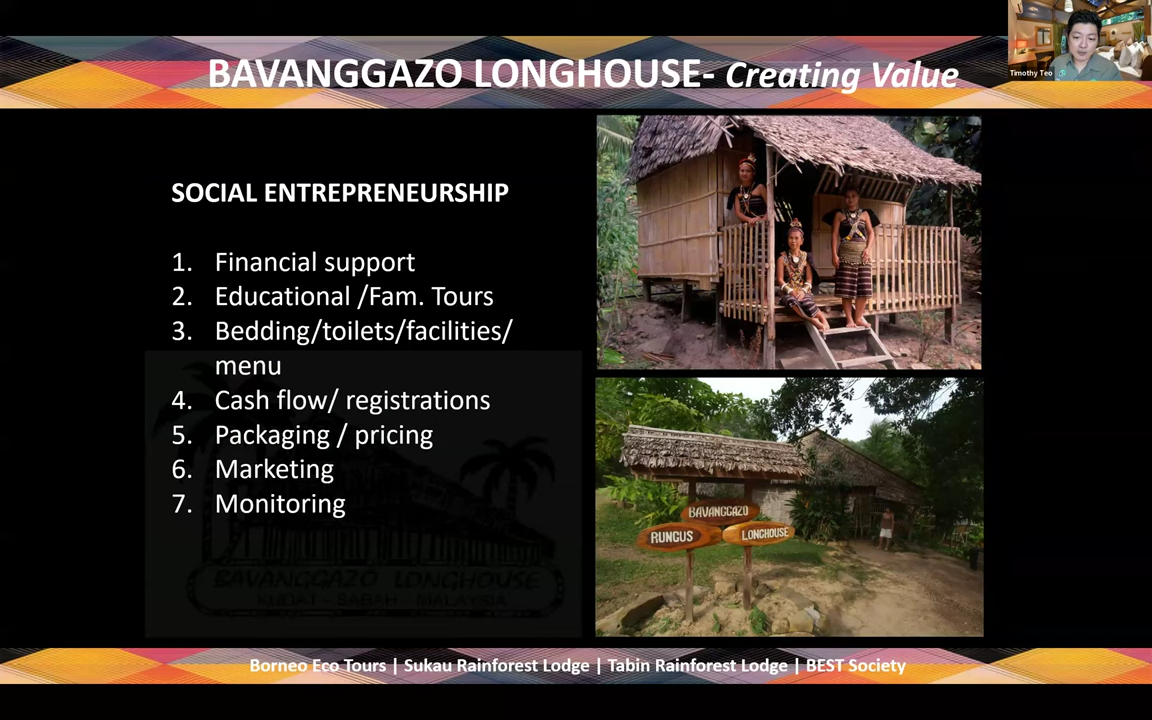 BAVANGGAZO LONGHOUSE- Creating Value
Timothy Teo
SOCIAL ENTREPRENEURSHIP
1. Financial support
2. Educational /Fam. Tours
3. Bedding/toilets/facilities/
menu
4. Cash flow/ registrations
5. Packaging / pricing
6. Marketing
7. Monitoring
BAVANGGAZO LONGHOUSE
KUDAT - SABAH - MALAYSIA
BAVANGGAZO
RUNGUS
LONGHOUSE
Borneo Eco Tours | Sukau Rainforest Lodge | Tabin Rainforest Lodge | BEST Society